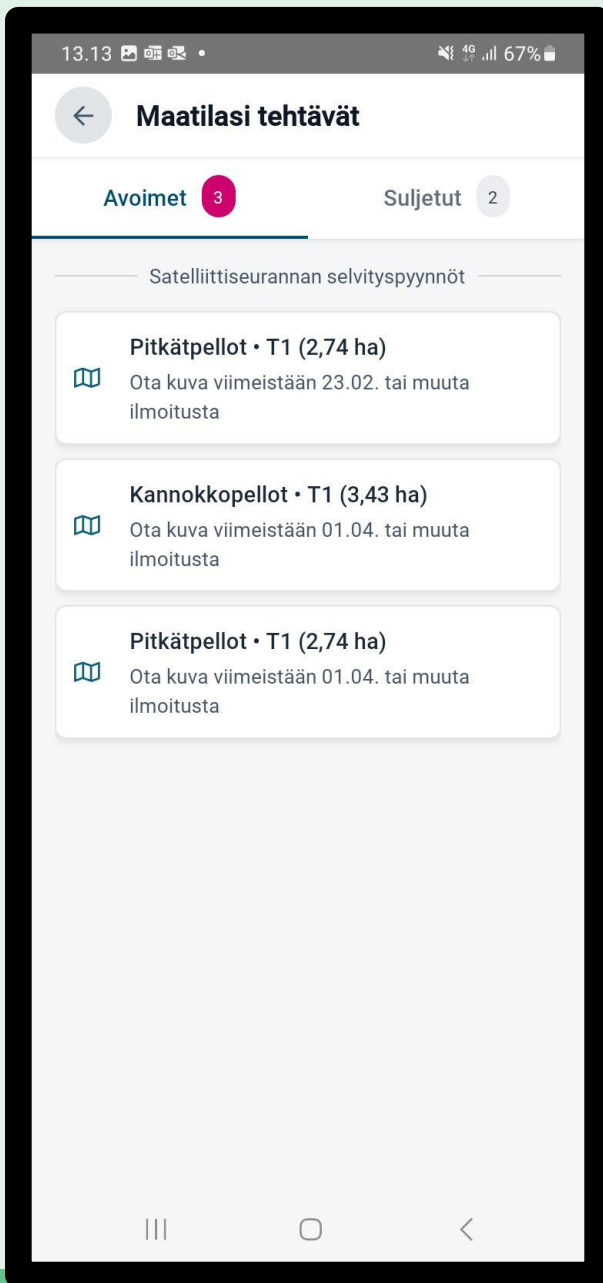 13.13 4G 67%
Maatilasi tehtävät
Avoimet 3 Suljetut 2
Satelliittiseurannan selvityspyynnöt
Pitkätpellot • T1 (2,74 ha)
Ota kuva viimeistään 23.02. tai muuta
ilmoitusta
Kannokkopellot • T1 (3,43 ha)
Ota kuva viimeistään 01.04. tai muuta
ilmoitusta
Pitkätpellot • T1 (2,74 ha)
Ota kuva viimeistään 01.04. tai muuta
ilmoitusta